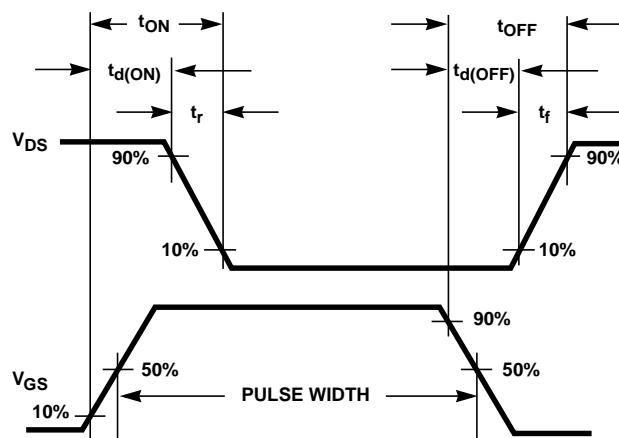 tON
tOFF
td(ON)
td(OFF)
tr
tf
VDS
90%
90%
10%
10%
90%
50%
50%
VGS
PULSE WIDTH
10%